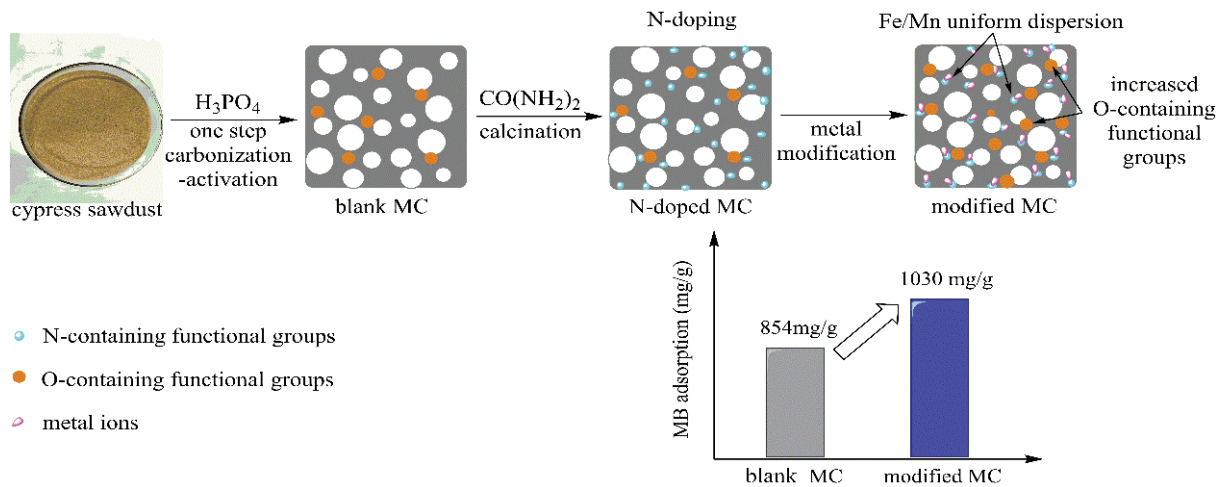 N-doping
Fe/Mn uniform dispersion
H₃PO₄
one step
carbonization
-activation
CO(NH₂)₂
calcination
metal
modification
increased
O-containing
functional
groups
cypress sawdust
blank MC
N-doped MC
modified MC
N-containing functional groups
O-containing functional groups
metal ions
MB adsorption (mg/g)
854mg/g
1030 mg/g
blank MC
modified MC